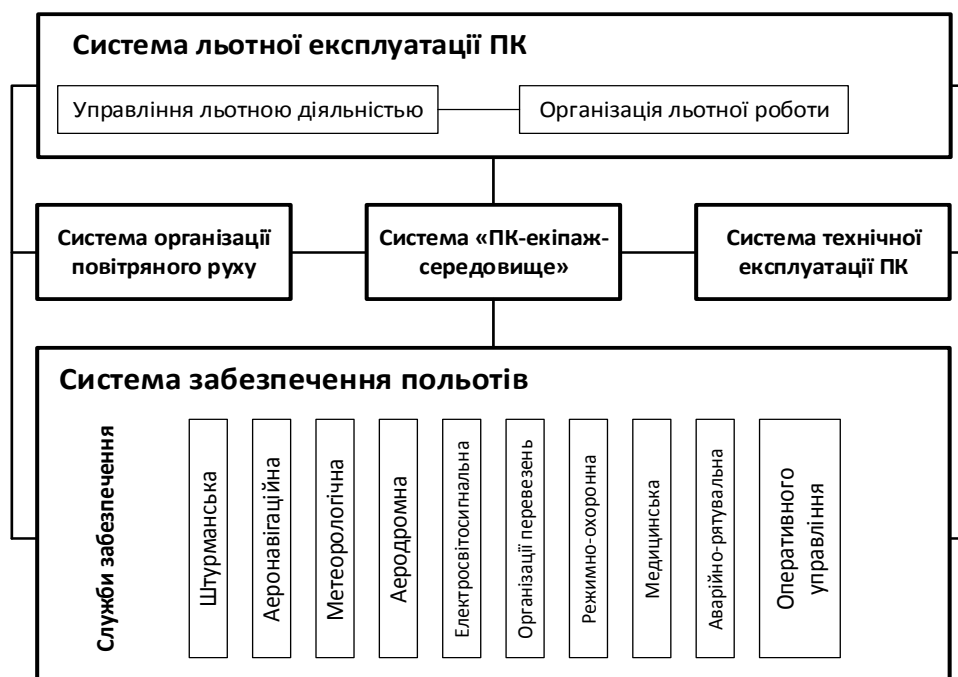 Система льотної експлуатації ПК
Управління льотною діяльністю
Організація льотної роботи
Система організації
повітряного руху
Система «ПК-екіпаж-
середовище»
Система технічної
експлуатації ПК
Система забезпечення польотів
Служби забезпечення
Штурманська
Аеронавігаційна
Метеорологічна
Аеродромна
Електросвітосигнальна
Організації перевезень
Режимно-охоронна
Медицинська
Аварійно-рятувальна
Оперативного
управління